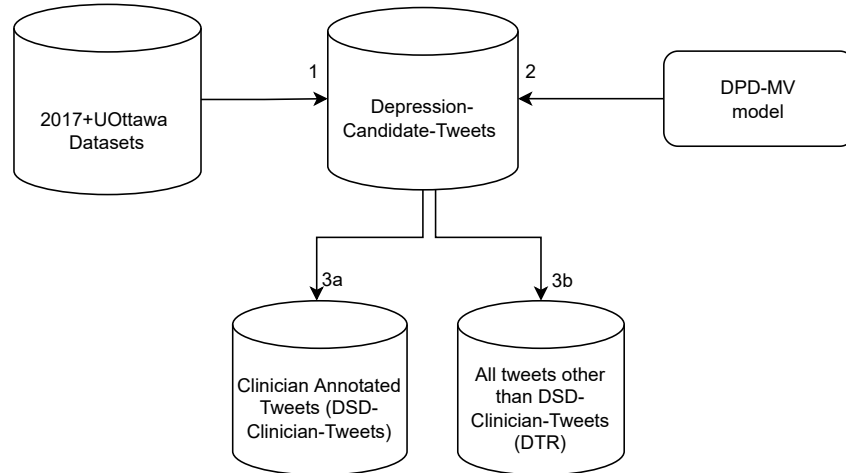 1
2
2017+UOttawa
Datasets
Depression-
Candidate-Tweets
DPD-MV
model
3a
3b
Clinician Annotated
Tweets (DSD-
Clinician-Tweets)
All tweets other
than DSD-
Clinician-Tweets
(DTR)